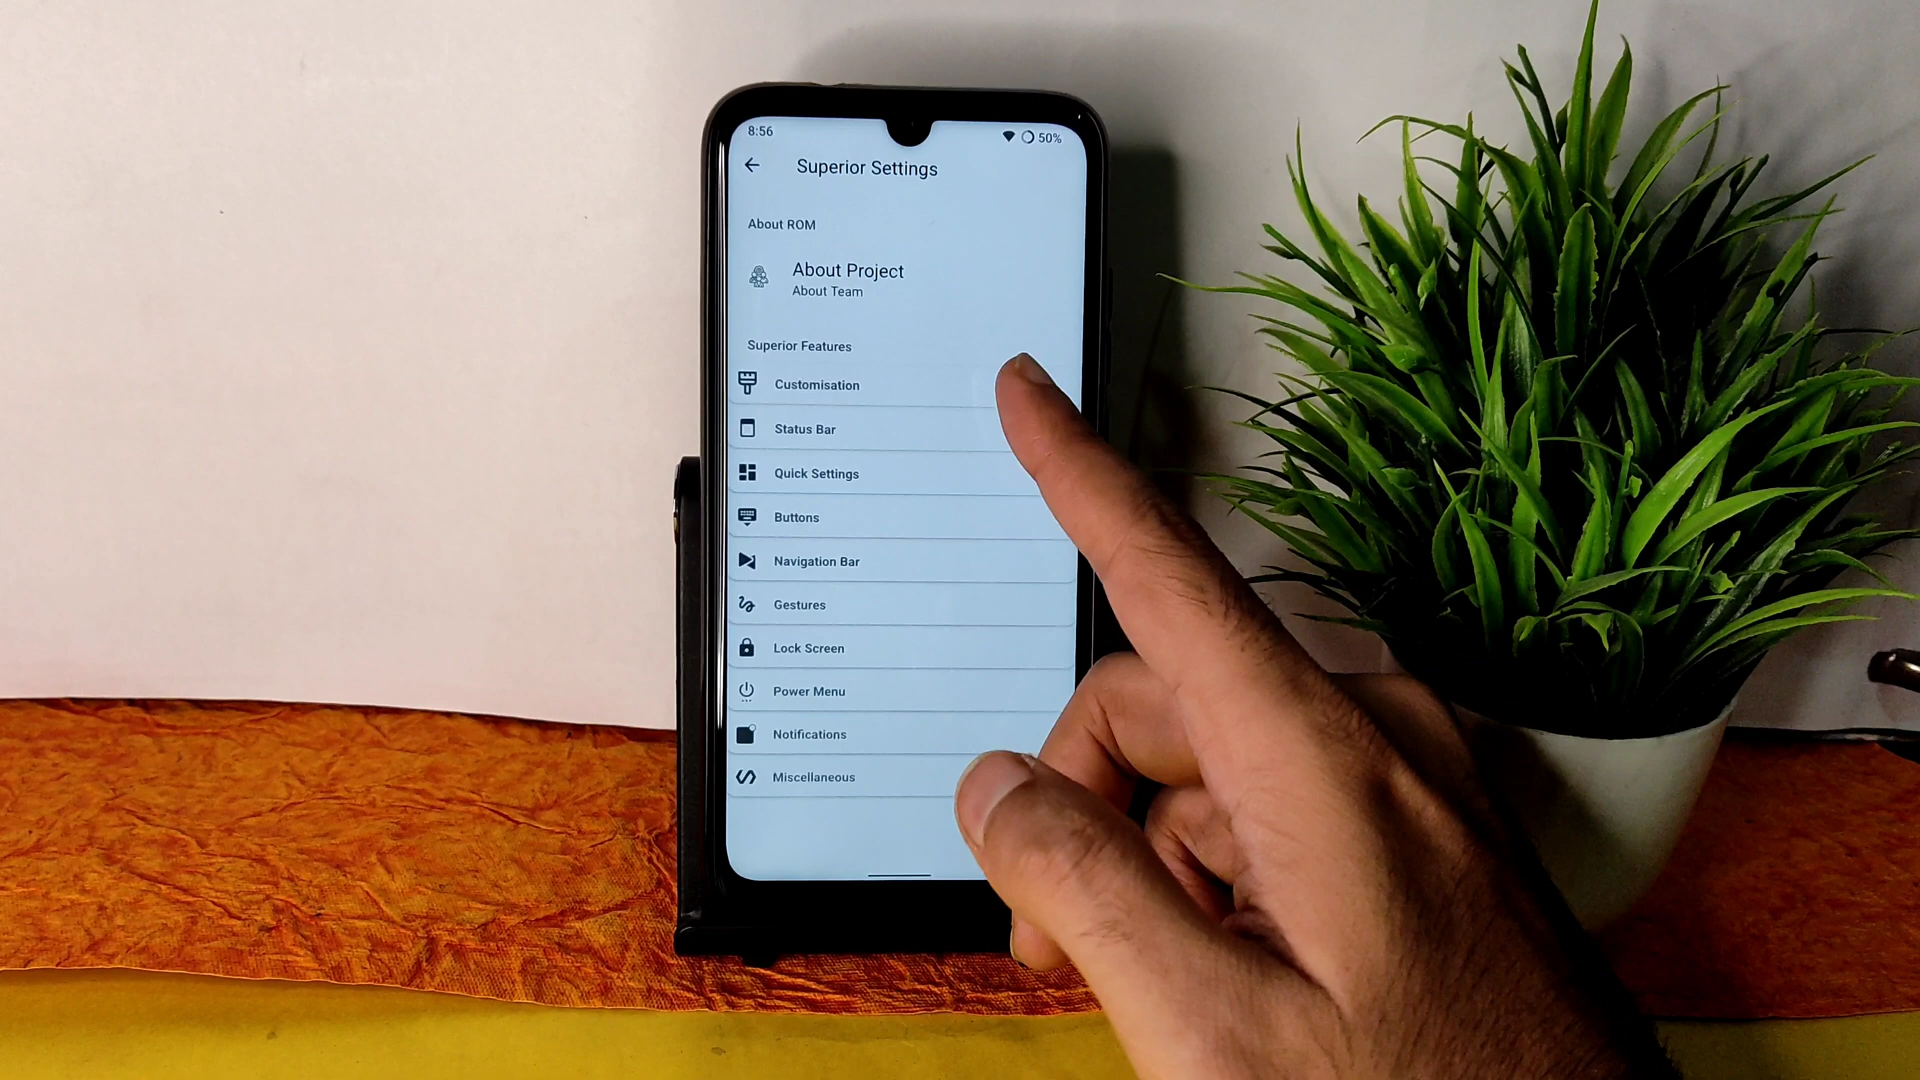 8:56
50%
Superior Settings
About ROM
About Project
About Team
Superior Features
Customisation
Status Bar
Quick Settings
Buttons
Navigation Bar
Gestures
Lock Screen
Power Menu
Notifications
Miscellaneous